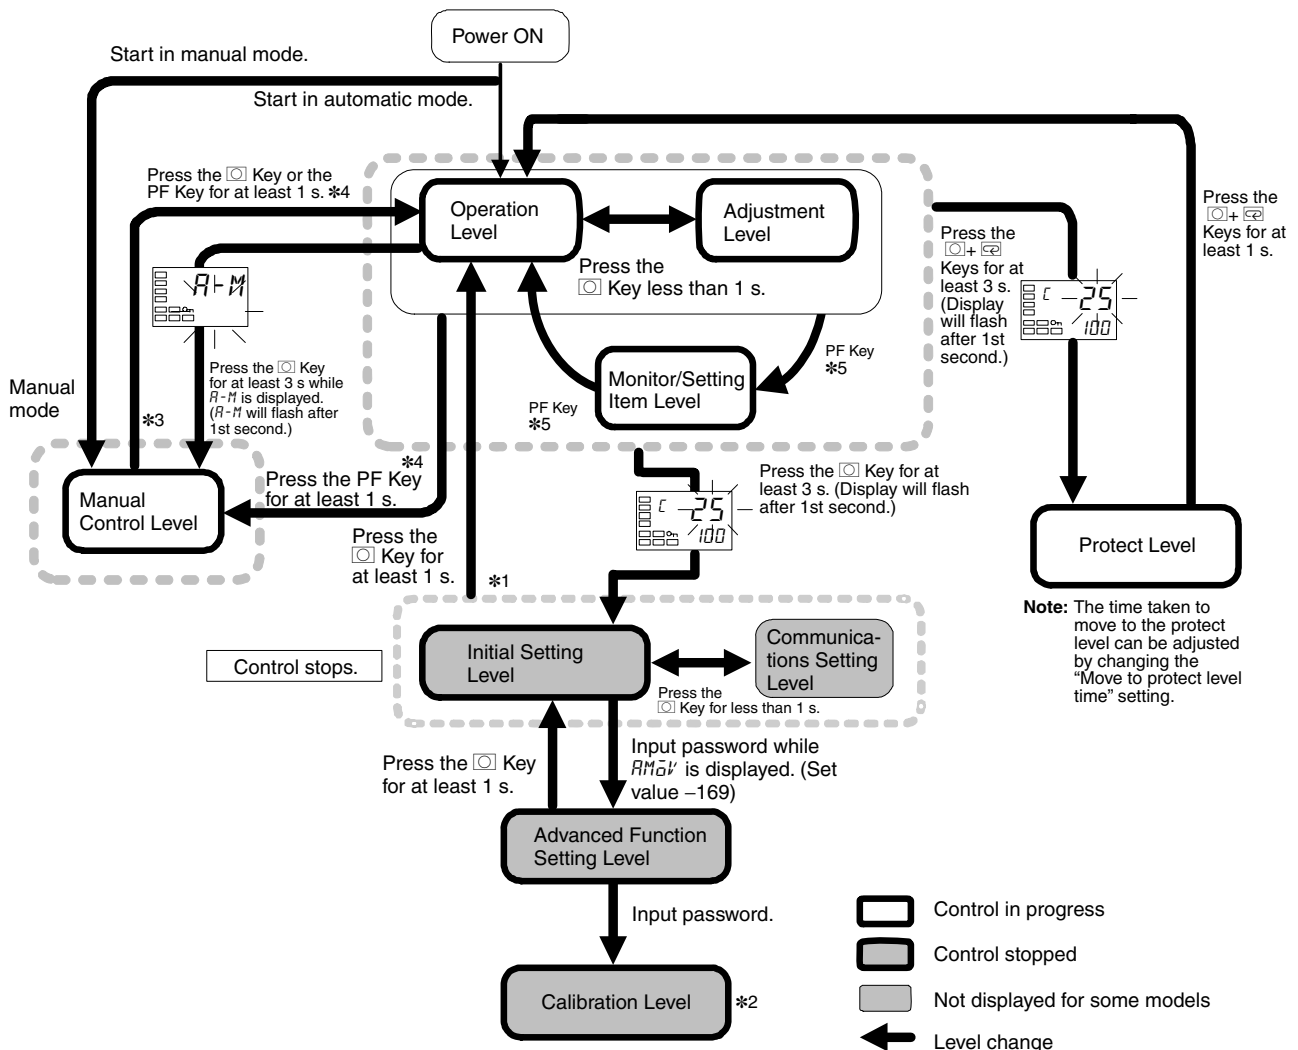 Power ON
Start in manual mode.
Start in automatic mode.
Press the Key or the
PF Key for at least 1 s. ✱4
Operation
Level
Adjustment
Level
Press the
Key less than 1 s.
Press the
+
Keys for at
least 3 s.
(Display
will flash
after 1st
second.)
Press the
+
Keys for at
least 1 s.
A-M
C 25
100
Press the Key
for at least 3 s while
A-M is displayed.
(A-M will flash after
1st second.)
Manual
mode
✱3
PF Key
✱5
Monitor/Setting
Item Level
PF Key
✱5
✱4
Press the PF Key
for at least 1 s.
Manual
Control Level
Press the Key for at
least 3 s. (Display will flash
after 1st second.)
C 25
100
Press the
Key for
at least 1 s.
✱1
Protect Level
Note: The time taken to
move to the protect
level can be adjusted
by changing the
“Move to protect level
time” setting.
Control stops.
Initial Setting
Level
Communica-
tions Setting
Level
Press the
Key for less than 1 s.
Press the Key
for at least 1 s.
Input password while
AMoV is displayed. (Set
value −169)
Advanced Function
Setting Level
Input password.
Calibration Level
✱2
Control in progress
Control stopped
Not displayed for some models
Level change